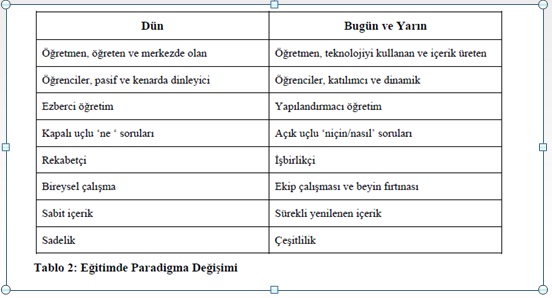 Dün Bugün ve Yarın
Öğretmen, öğreten ve merkezde olan Öğretmen, teknolojiyi kullanan ve içerik üreten
Öğrenciler, pasif ve kenarda dinleyici Öğrenciler, katılımcı ve dinamik
Ezberci öğretim Yapılandırmacı öğretim
Kapalı uçlu ‘ne ‘ soruları Açık uçlu ‘niçin/nasıl’ soruları
Rekabetçi İşbirlikçi
Bireysel çalışma Ekip çalışması ve beyin fırtınası
Sabit içerik Sürekli yenilenen içerik
Sadelik Çeşitlilik
Tablo 2: Eğitimde Paradigma Değişimi